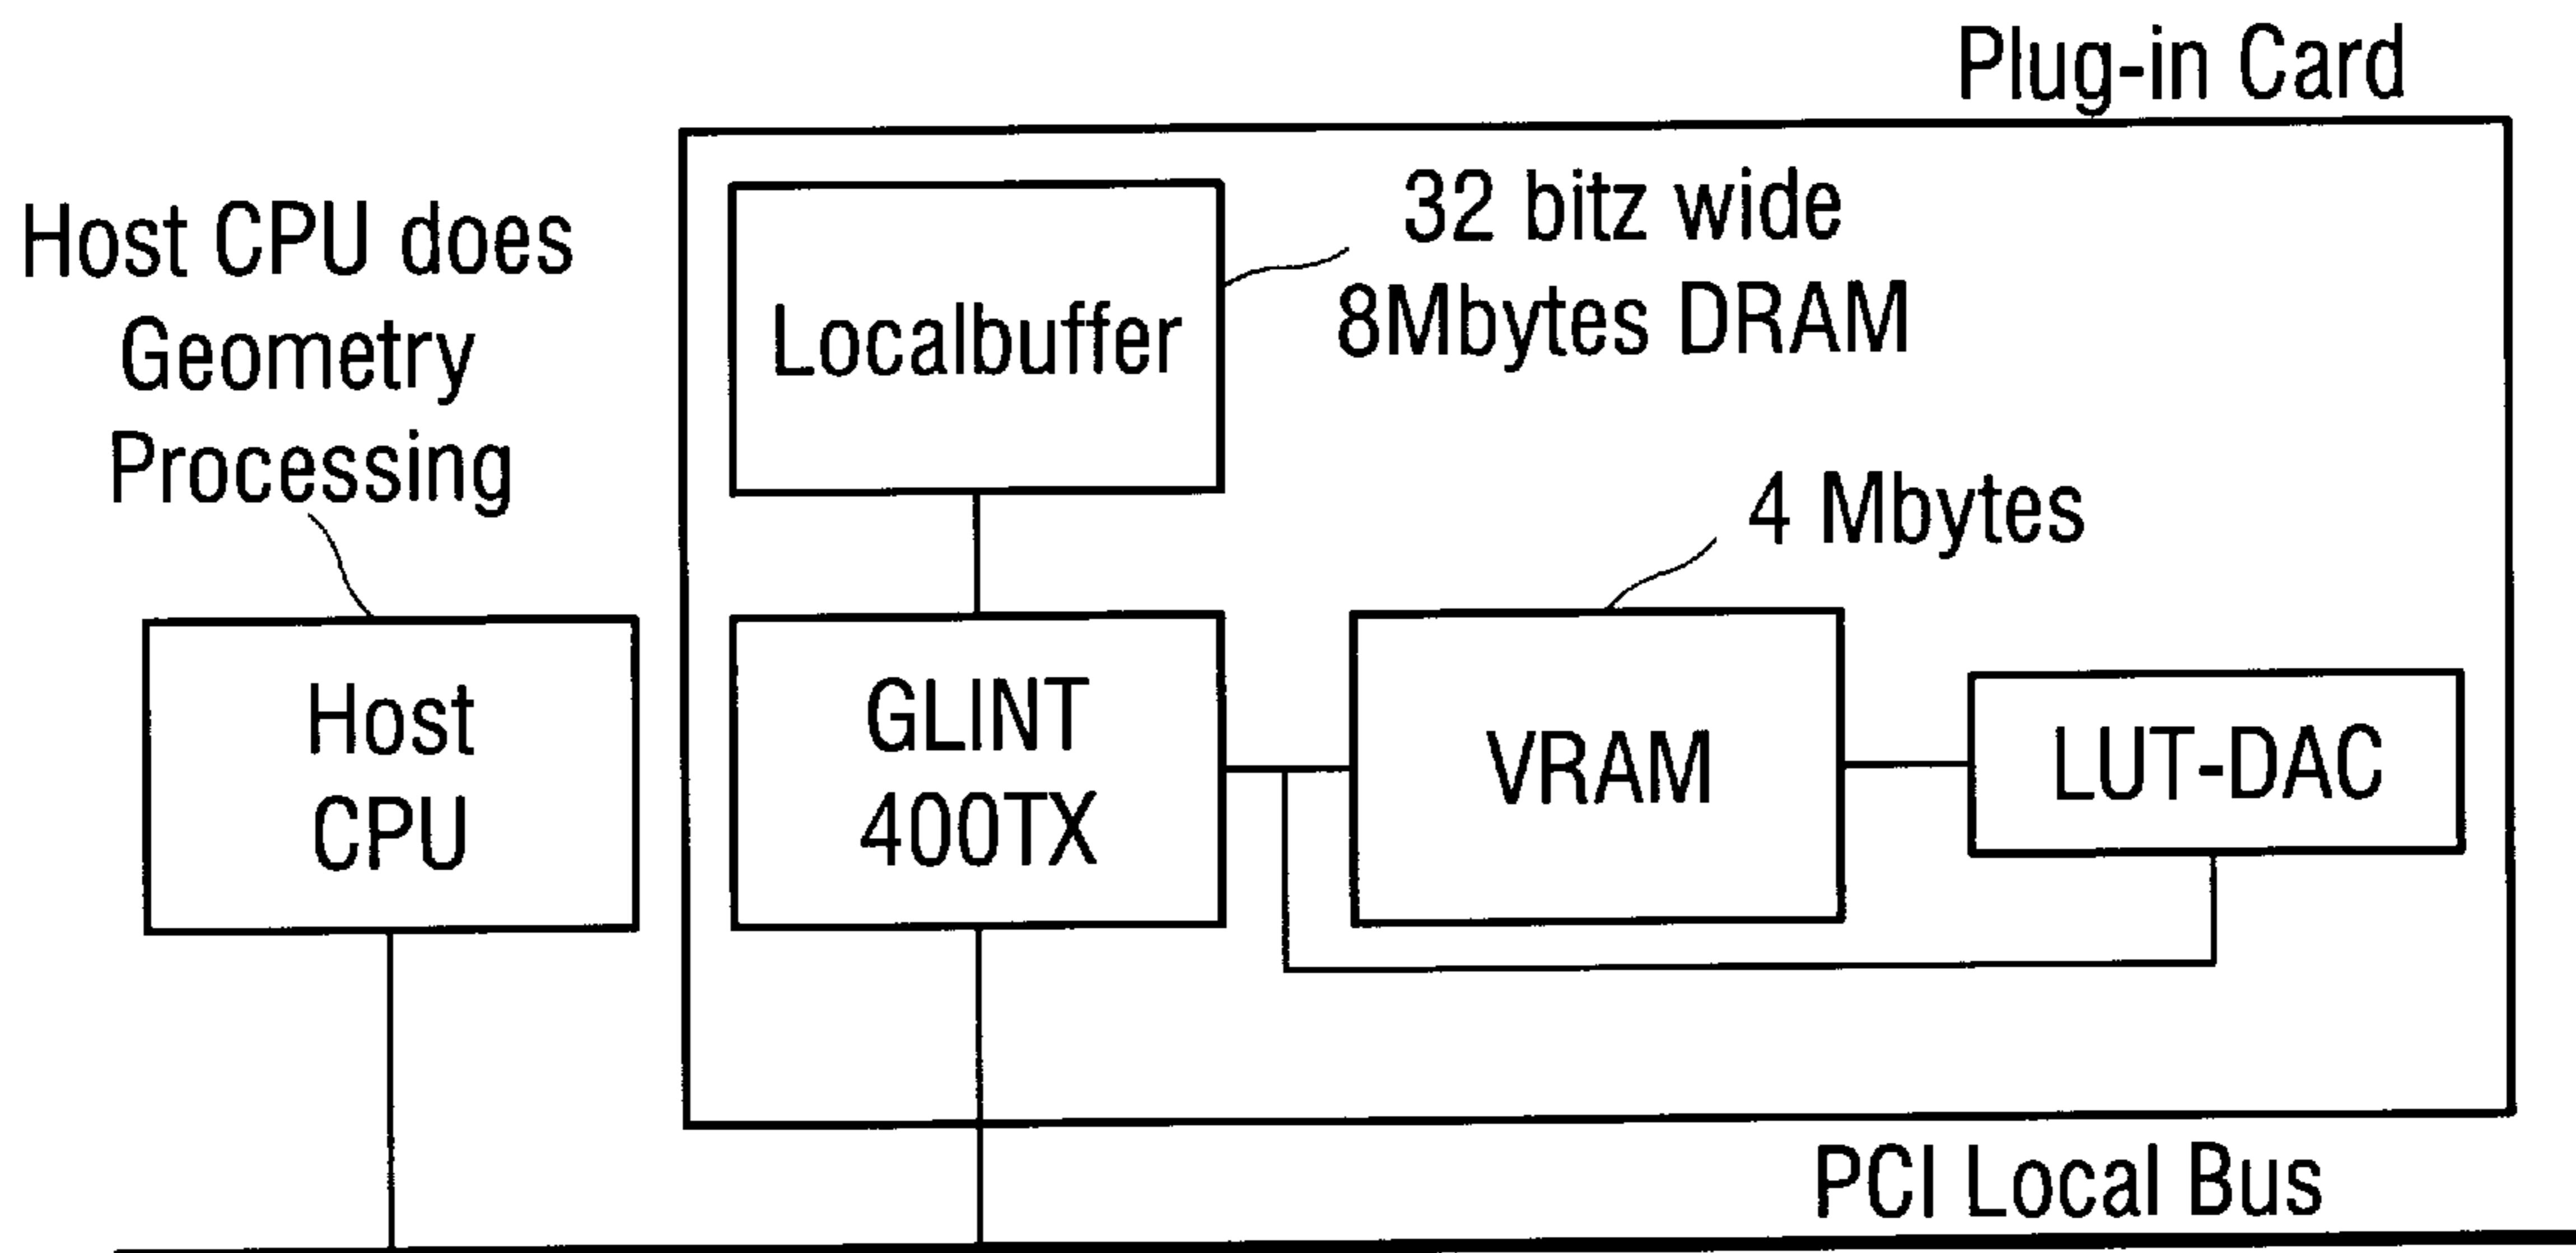 Plug-in Card
Host CPU does
Geometry
Processing
Localbuffer
32 bitz wide
8Mbytes DRAM
4 Mbytes
Host
CPU
GLINT
400TX
VRAM
LUT-DAC
PCI Local Bus